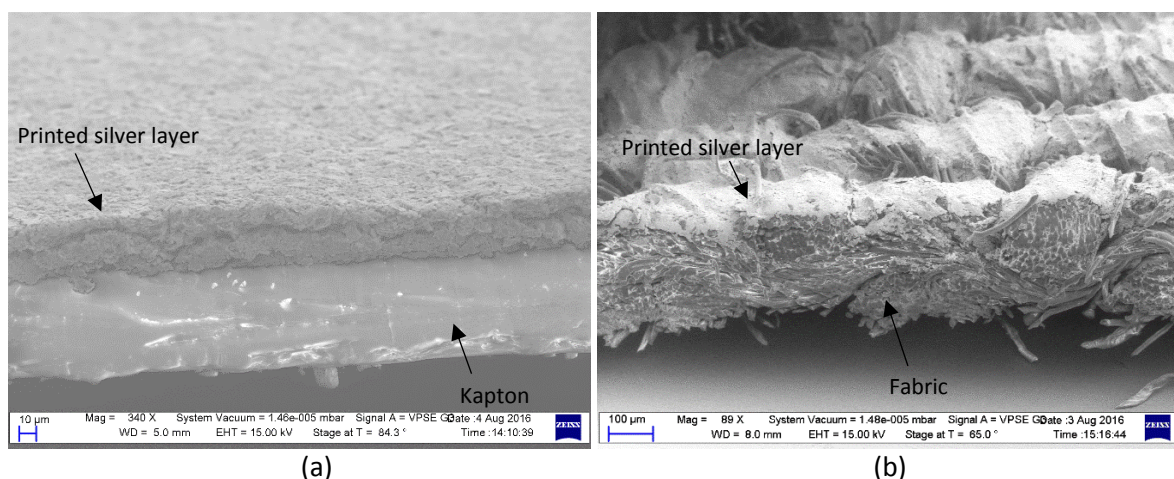 Printed silver layer
Kapton
10 µm
Mag = 340 X System Vacuum = 1.46e-005 mbar Signal A = VPSE G3 Date :4 Aug 2016
WD = 5.0 mm EHT = 15.00 kV Stage at T = 84.3 ° Time :14:10:39
ZEISS
(a)
Printed silver layer
Fabric
100 µm
Mag = 89 X System Vacuum = 1.48e-005 mbar Signal A = VPSE G3 Date :3 Aug 2016
WD = 8.0 mm EHT = 15.00 kV Stage at T = 65.0 ° Time :15:16:44
ZEISS
(b)